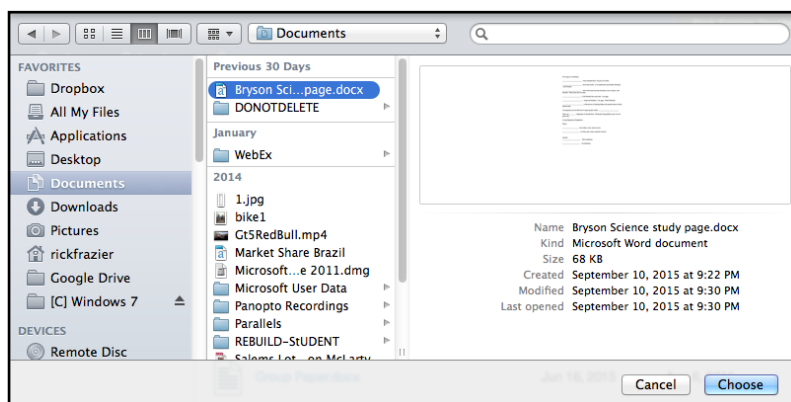 Documents
FAVORITES
Dropbox
All My Files
Applications
Desktop
Documents
Downloads
Pictures
rickfrazier
Google Drive
[C] Windows 7
DEVICES
Remote Disc
Previous 30 Days
Bryson Sci...page.docx
DONOTDELETE
January
WebEx
2014
1.jpg
bike1
Gt5RedBull.mp4
Market Share Brazil
Microsoft...e 2011.dmg
Microsoft User Data
Panopto Recordings
Parallels
REBUILD-StUDENT
Salems Lot...on McLarty
Name Bryson Science study page.docx
Kind Microsoft Word document
Size 68 KB
Created September 10, 2015 at 9:22 PM
Modified September 10, 2015 at 9:30 PM
Last opened September 10, 2015 at 9:30 PM
Cancel
Choose